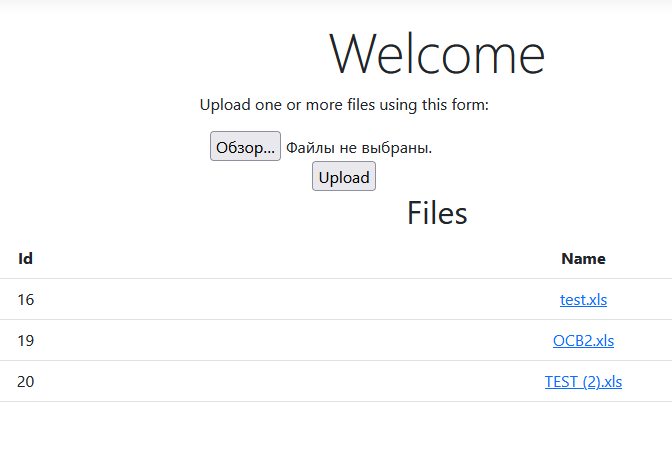 Welcome
Upload one or more files using this form:
Обзор... Файлы не выбраны.
Upload
Files
Id Name
16 test.xls
19 OCB2.xls
20 TEST (2).xls